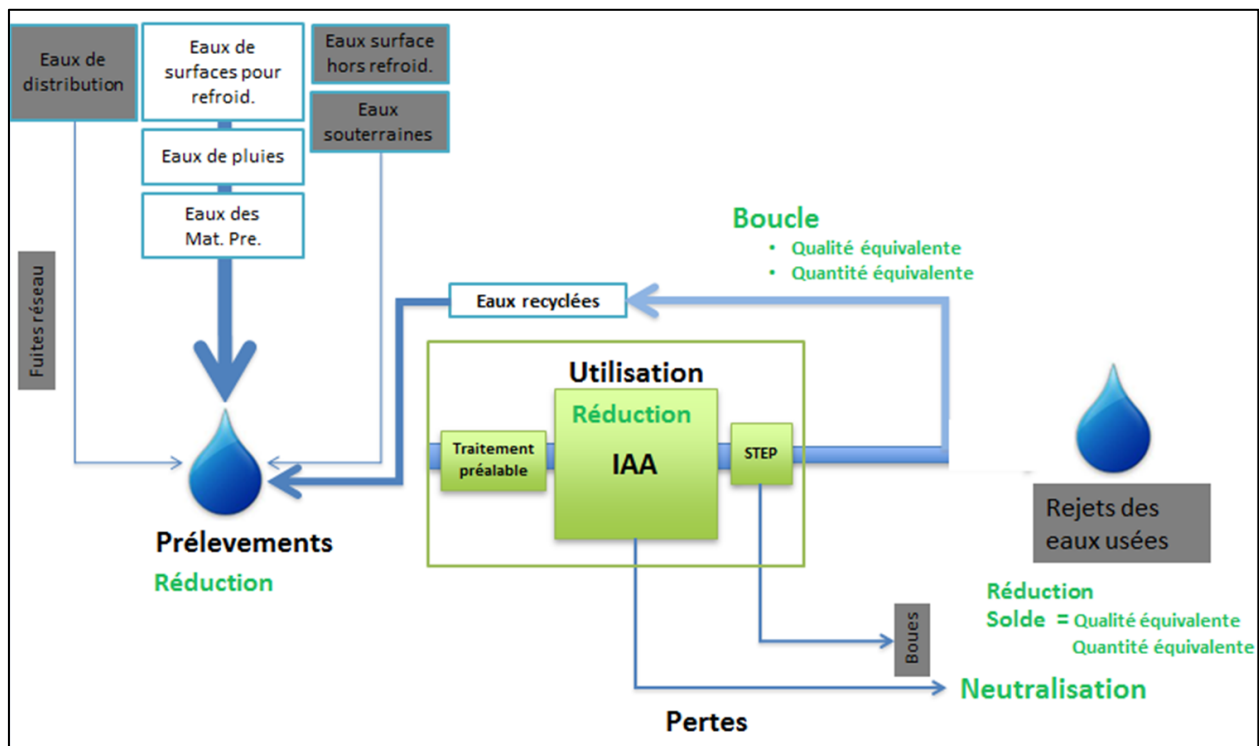 Eaux de
distribution
Eaux de
surfaces pour
refroid.
Eaux surface
hors refroid.
Eaux
souterraines
Eaux de pluies
Eaux des
Mat. Pre.
Fuites réseau
Boucle
• Qualité équivalente
• Quantité équivalente
Eaux recyclées
Utilisation
Réduction
IAA
Traitement
préalable
STEP
Prélevements
Réduction
Rejets des
eaux usées
Réduction
Solde = Qualité équivalente
Quantité équivalente
Boues
Neutralisation
Pertes